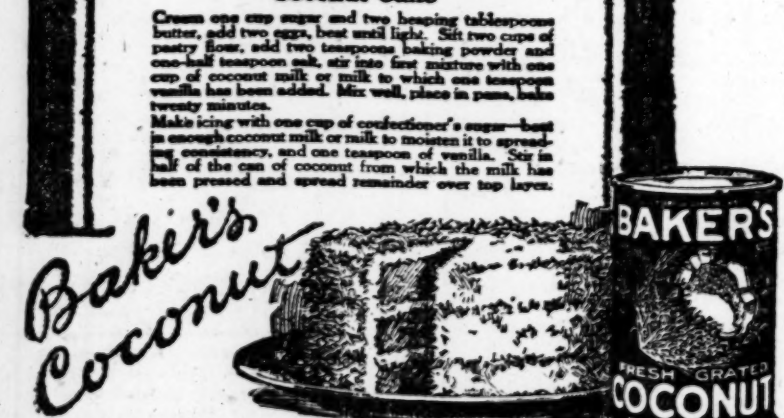 Cream one cup sugar and two heaping tablespoons
butter, add two eggs, beat until light. Sift two cups of
pastry flour, add two teaspoons baking powder and
one-half teaspoon salt, stir into first mixture with one
cup of coconut milk or milk to which one teaspoon
vanilla has been added. Mix well, place in pans, bake
twenty minutes.
Make icing with one cup of confectioner's sugar—beat
in enough coconut milk or milk to moisten it to spread-
ing consistency, and one teaspoon of vanilla. Stir in
half of the can of coconut from which the milk has
been pressed and spread remainder over top layer.
Baker's
Coconut
BAKER'S
FRESH GRATED
COCONUT